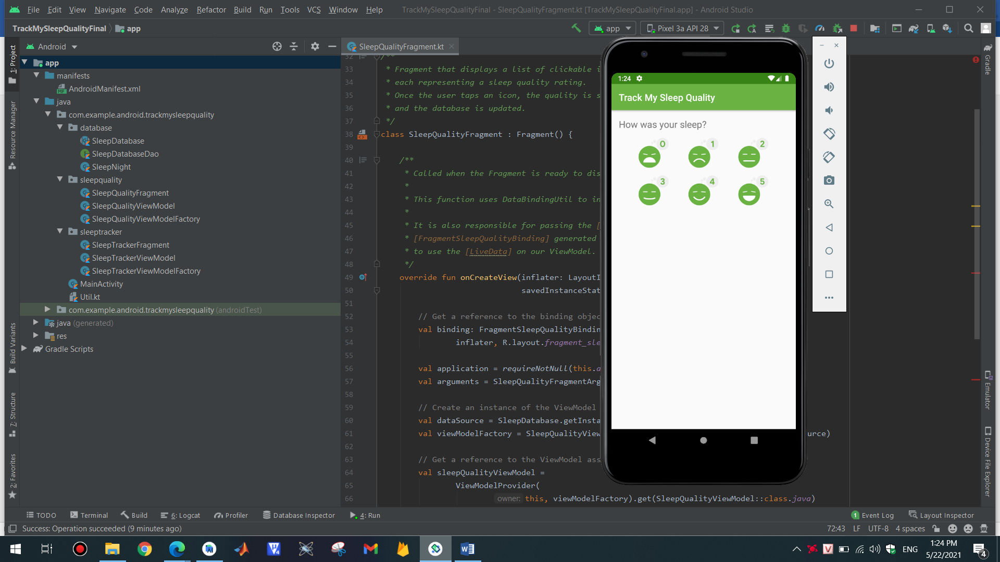 File Edit View Navigate Code Analyze Refactor Build Run Tools VCS Window Help TrackMySleepQualityFinal - SleepQualityFragment.kt [TrackMySleepQualityFinal.app] - Android Studio
TrackMySleepQualityFinal app
app Pixel 3a API 28
1: Project
Resource Manager
Build Variants
7: Structure
2: Favorites
Android
app
manifests
AndroidManifest.xml
java
com.example.android.trackmysleepquality
database
SleepDatabase
SleepDatabaseDao
SleepNight
sleepquality
SleepQualityFragment
SleepQualityViewModel
SleepQualityViewModelFactory
sleeptracker
SleepTrackerFragment
SleepTrackerViewModel
SleepTrackerViewModelFactory
MainActivity
Util.kt
com.example.android.trackmysleepquality (androidTest)
java (generated)
res
Gradle Scripts
SleepQualityFragment.kt
32 /**
33 * Fragment that displays a list of clickable i
34 * each representing a sleep quality rating.
35 * Once the user taps an icon, the quality is s
36 * and the database is updated.
37 */
38 class SleepQualityFragment : Fragment() {
39
40 /**
41 * Called when the Fragment is ready to dis
42 *
43 * This function uses DataBindingUtil to in
44 *
45 * It is also responsible for passing the [
46 * [FragmentSleepQualityBinding] generated
47 * to use the [LiveData] on our ViewModel.
48 */
49 override fun onCreateView(inflater: LayoutI
50 savedInstanceStat
51
52 // Get a reference to the binding objec
53 val binding: FragmentSleepQualityBindin
54 inflater, R.layout.fragment_sle
55
56 val application = requireNotNull(this.a
57 val arguments = SleepQualityFragmentArg
58
59 // Create an instance of the ViewModel
60 val dataSource = SleepDatabase.getInsta
61 val viewModelFactory = SleepQualityView urce)
62
63 // Get a reference to the ViewModel ass
64 val sleepQualityViewModel =
65 ViewModelProvider(
66 owner: this, viewModelFactory).get(SleepQualityViewModel::class.java)
1:24
Track My Sleep Quality
How was your sleep?
0 1 2
3 4 5
Gradle
Emulator
Device File Explorer
TODO Terminal Build 6: Logcat Profiler Database Inspector 4: Run 1 Event Log Layout Inspector
Success: Operation succeeded (9 minutes ago) 72:43 LF UTF-8 4 spaces
ENG 1:24 PM
5/22/2021
4